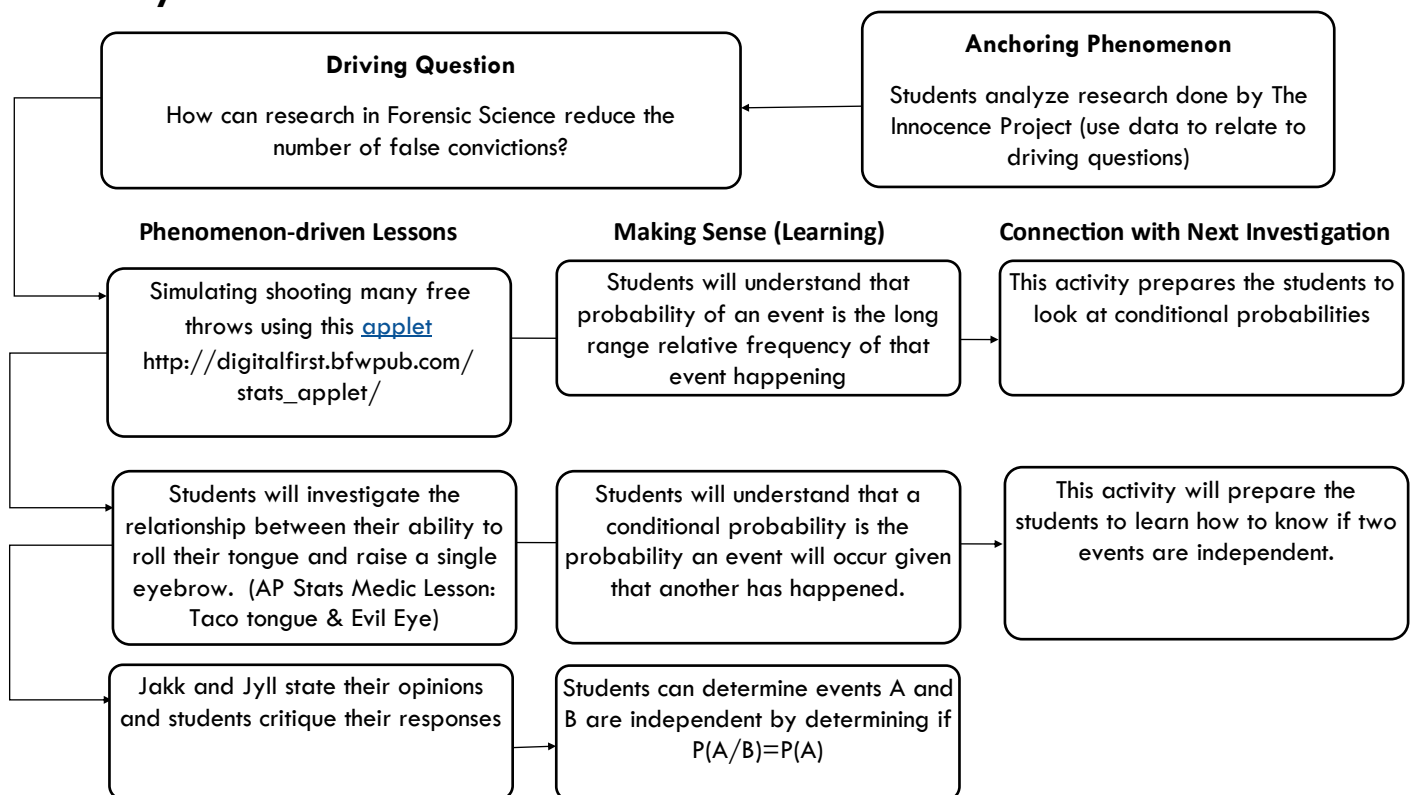 Driving Question
How can research in Forensic Science reduce the
number of false convictions?
Anchoring Phenomenon
Students analyze research done by The
Innocence Project (use data to relate to
driving questions)
Phenomenon-driven Lessons
Making Sense (Learning)
Connection with Next Investigation
Simulating shooting many free
throws using this applet
http://digitalfirst.bfwpub.com/
stats_applet/
Students will understand that
probability of an event is the long
range relative frequency of that
event happening
This activity prepares the students to
look at conditional probabilities
Students will investigate the
relationship between their ability to
roll their tongue and raise a single
eyebrow. (AP Stats Medic Lesson:
Taco tongue & Evil Eye)
Students will understand that a
conditional probability is the
probability an event will occur given
that another has happened.
This activity will prepare the
students to learn how to know if two
events are independent.
Jakk and Jyll state their opinions
and students critique their responses
Students can determine events A and
B are independent by determining if
P(A/B)=P(A)